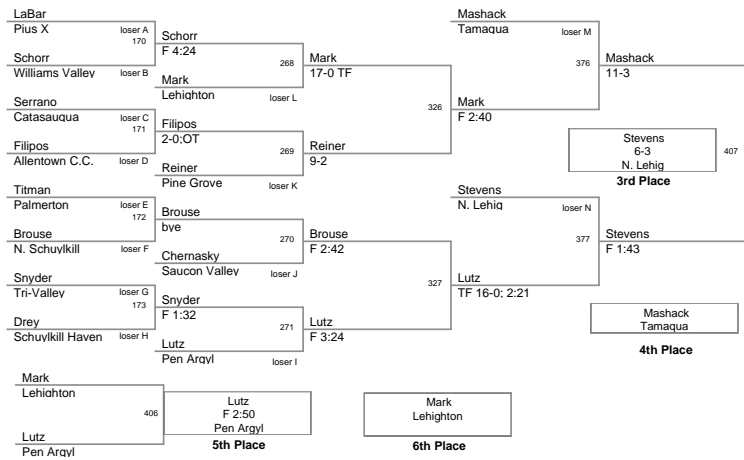 LaBar
Pius X
loser A
170
Schorr
Williams Valley
loser B
Serrano
Catasauqua
loser C
171
Filipos
Allentown C.C.
loser D
Titman
Palmerton
loser E
172
Brouse
N. Schuylkill
loser F
Snyder
Tri-Valley
loser G
173
Drey
Schuylkill Haven
loser H
Schorr
F 4:24
268
Mark
Lehighton
loser L
Filipos
2-0;OT
269
Reiner
Pine Grove
loser K
Brouse
bye
270
Chernasky
Saucon Valley
loser J
Snyder
F 1:32
271
Lutz
Pen Argyl
loser I
Mark
17-0 TF
326
Reiner
9-2
Brouse
F 2:42
327
Lutz
F 3:24
Mashack
Tamaqua
loser M
376
Mark
F 2:40
Stevens
N. Lehig
loser N
377
Lutz
TF 16-0; 2:21
Mashack
11-3
Stevens
6-3
N. Lehig
407
3rd Place
Stevens
F 1:43
Mashack
Tamaqua
4th Place
Mark
Lehighton
406
Lutz
Pen Argyl
Lutz
F 2:50
Pen Argyl
5th Place
Mark
Lehighton
6th Place